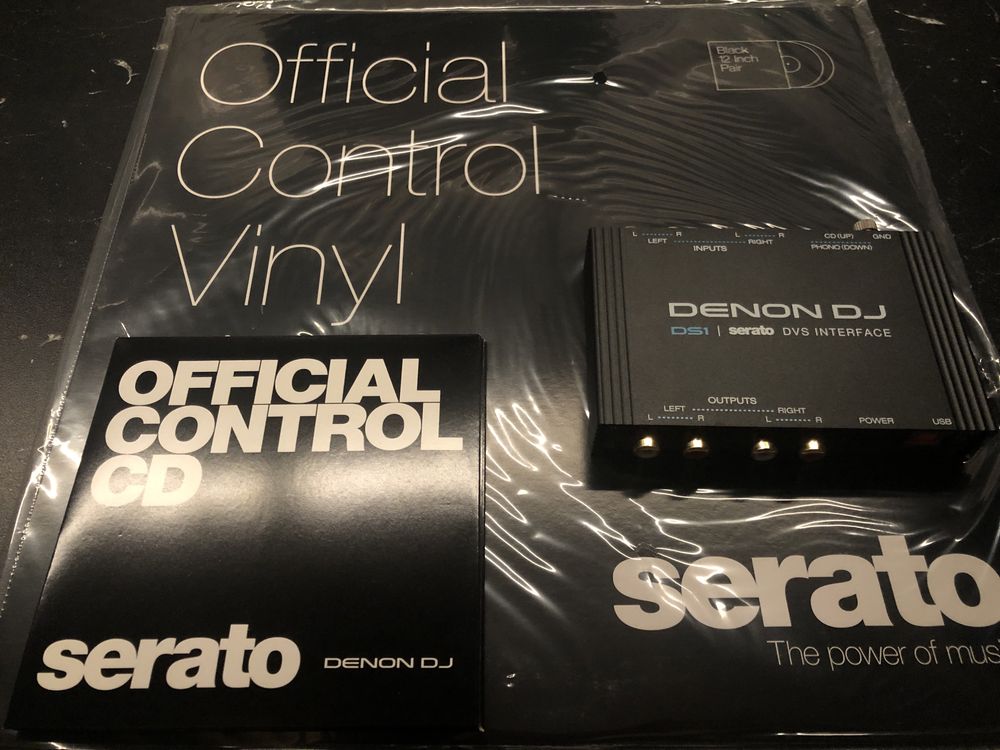 Official
Control
Vinyl
Black
12 Inch
Pair
L R L R
LEFT INPUTS RIGHT
CD (UP) GND
PHONO (DOWN)
DENON DJ
DS1 | serato DVS INTERFACE
OUTPUTS
LEFT RIGHT
L R L R
POWER USB
OFFICIAL
CONTROL
CD
serato DENON DJ
serato
The power of mus